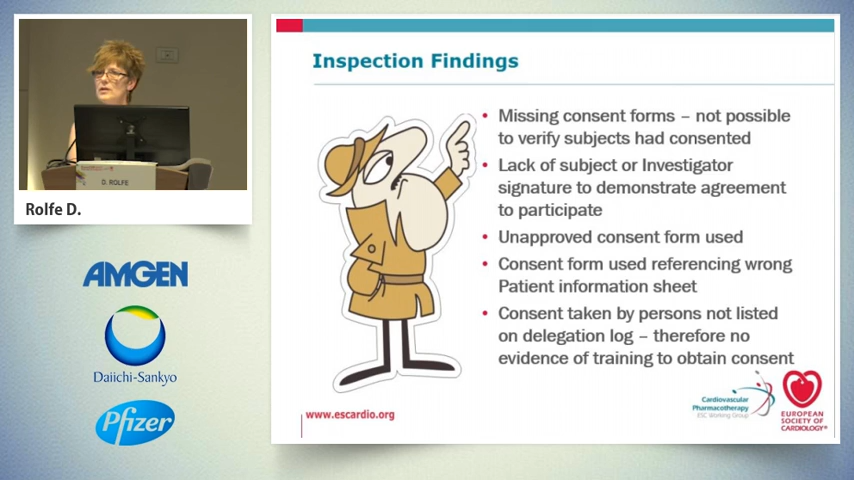 D. ROLFE
Rolfe D.
AMGEN
Daiichi-Sankyo
Pfizer
Inspection Findings
• Missing consent forms – not possible
to verify subjects had consented
• Lack of subject or Investigator
signature to demonstrate agreement
to participate
• Unapproved consent form used
• Consent form used referencing wrong
Patient information sheet
• Consent taken by persons not listed
on delegation log – therefore no
evidence of training to obtain consent
www.escardio.org
Cardiovascular
Pharmacotherapy
ESC Working Group
EUROPEAN
SOCIETY OF
CARDIOLOGY®